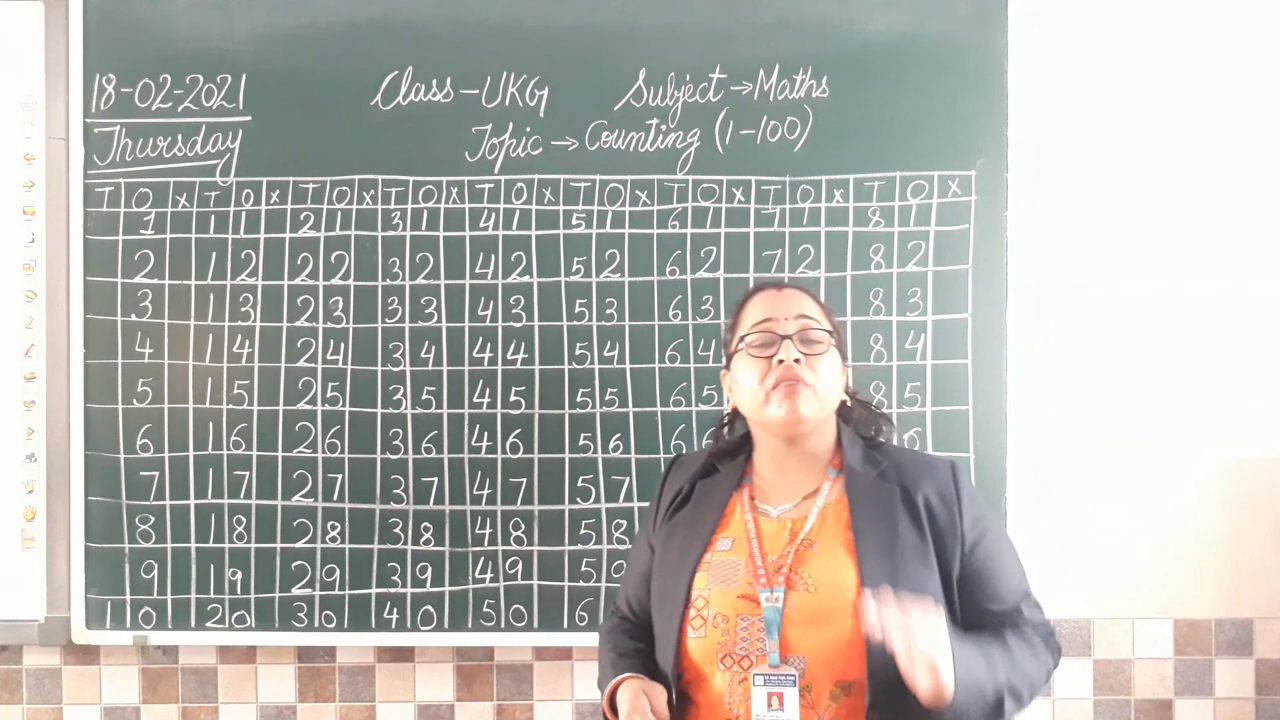 18-02-2021 Class-UKG Subject→Maths
Thursday Topic→Counting (1-100)
T O X T O X T O X T O X T O X T O X T O X T O X T O X
1 1 1 2 1 3 1 4 1 5 1 6 1 7 1 8 1
2 1 2 2 2 3 2 4 2 5 2 6 2 7 2 8 2
3 1 3 2 3 3 3 4 3 5 3 6 3 8 3
4 1 4 2 4 3 4 4 4 5 4 6 4 8 4
5 1 5 2 5 3 5 4 5 5 5 6 5 8 5
6 1 6 2 6 3 6 4 6 5 6 6 6 6
7 1 7 2 7 3 7 4 7 5 7
8 1 8 2 8 3 8 4 8 5 8
9 1 9 2 9 3 9 4 9 5 9
1 0 2 0 3 0 4 0 5 0 6